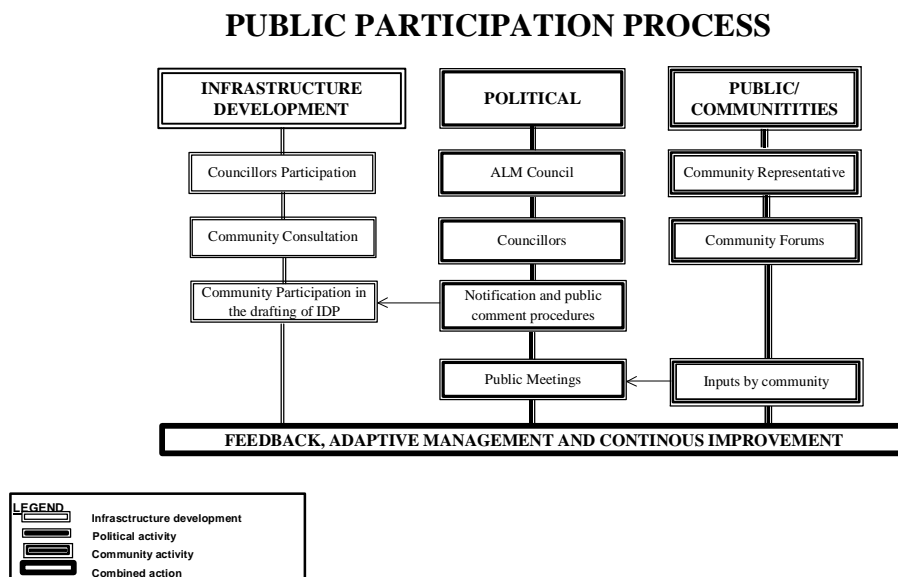 PUBLIC PARTICIPATION PROCESS
INFRASTRUCTURE
DEVELOPMENT
POLITICAL
PUBLIC/
COMMUNITITIES
Councillors Participation
ALM Council
Community Representative
Community Consultation
Councillors
Community Forums
Community Participation in
the drafting of IDP
Notification and public
comment procedures
Public Meetings
Inputs by community
FEEDBACK, ADAPTIVE MANAGEMENT AND CONTINOUS IMPROVEMENT
LEGEND
Infrasctructure development
Political activity
Community activity
Combined action